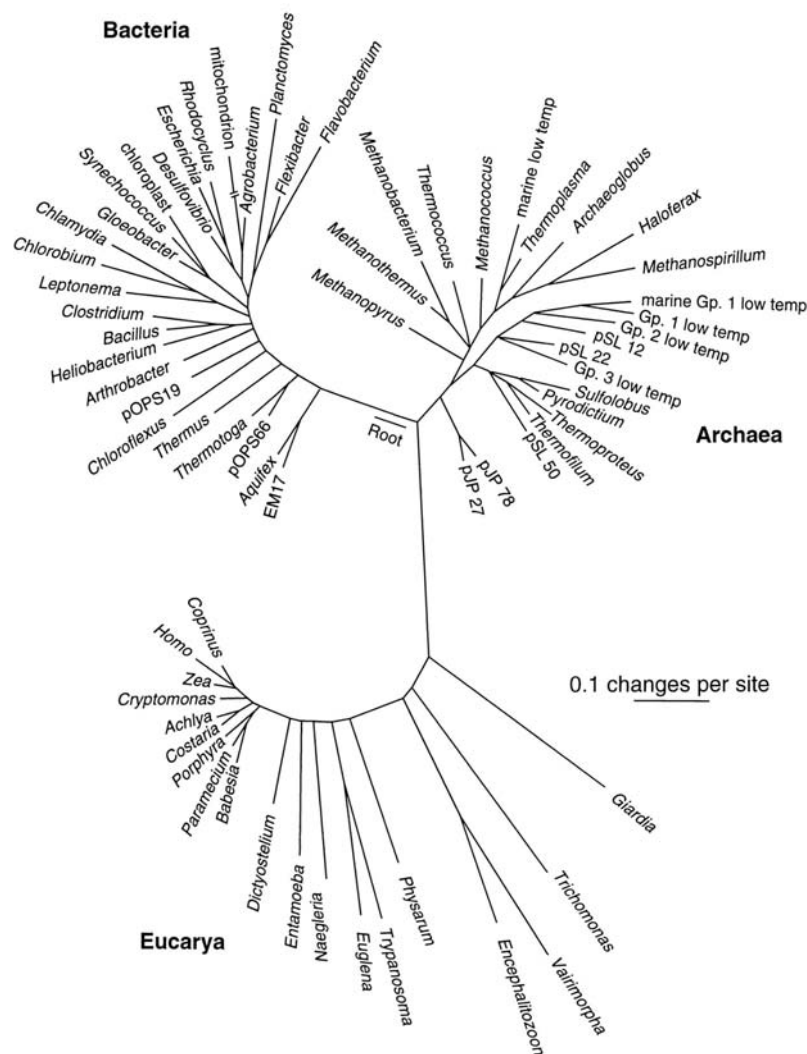 Bacteria
Planctomyces
Flavobacterium
mitochondrion
Rhodocyclus
Escherichia
Desulfovibrio
Agrobacterium
Flexibacter
chloroplast
Synechococcus
Gloeobacter
Chlamydia
Chlorobium
Leptonema
Clostridium
Bacillus
Heliobacterium
Arthrobacter
pOPS19
Chloroflexus
Thermus
Thermotoga
pOPS66
Aquifex
EM17
Root
Methanopyrus
Methanothermus
Methanobacterium
Thermococcus
Methanococcus
marine low temp
Thermoplasma
Archaeoglobus
Haloferax
Methanospirillum
marine Gp. 1 low temp
Gp. 1 low temp
Gp. 2 low temp
pSL 12
pSL 22
Gp. 3 low temp
Sulfolobus
Pyrodictium
Thermoproteus
Thermofilum
pSL 50
pJP 78
pJP 27
Archaea
0.1 changes per site
Coprinus
Homo
Zea
Cryptomonas
Achlya
Costaria
Porphyra
Paramecium
Babesia
Dictyostelium
Entamoeba
Naegleria
Euglena
Trypanosoma
Physarum
Encephalitozoon
Vairimorpha
Trichomonas
Giardia
Eucarya